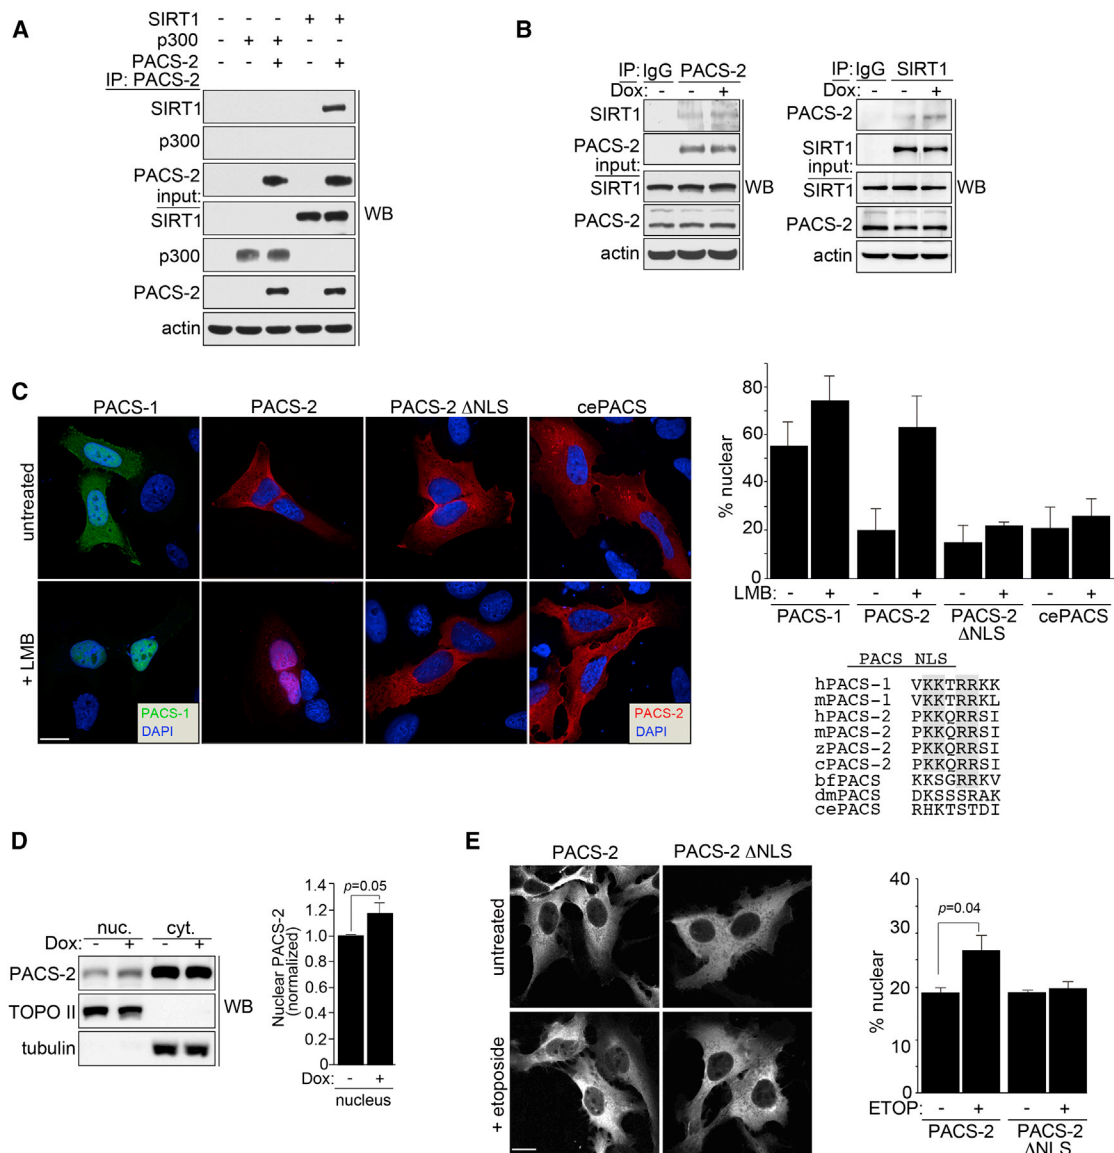 A
SIRT1 - - - + +
p300 - + + - -
PACS-2 - - + - +
IP: PACS-2
SIRT1
p300
PACS-2
input:
SIRT1
p300
PACS-2
actin
WB
B
IP: IgG PACS-2
Dox: - - +
SIRT1
PACS-2
input:
SIRT1
PACS-2
actin
WB
IP: IgG SIRT1
Dox: - - +
PACS-2
SIRT1
input:
SIRT1
PACS-2
actin
WB
C
PACS-1 PACS-2 PACS-2 ΔNLS cePACS
untreated
+ LMB
PACS-1
DAPI
PACS-2
DAPI
% nuclear
80
60
40
20
0
LMB: - + - + - + - +
PACS-1 PACS-2 PACS-2 ΔNLS cePACS
PACS NLS
hPACS-1 VKKTRRKK
mPACS-1 VKKTRRKL
hPACS-2 PKKQRRSI
mPACS-2 PKKQRRSI
zPACS-2 PKKQRRSI
cPACS-2 PKKQRRSI
bfPACS KKSGRRKV
dmPACS DKSSSRAK
cePACS RHKTSTDI
D
nuc. cyt.
Dox: - + - +
PACS-2
TOPO II
tubulin
WB
Nuclear PACS-2
(normalized)
1.4
1.2
1.0
0.8
0.6
0.4
0.2
0
p=0.05
Dox: - +
nucleus
E
PACS-2 PACS-2 ΔNLS
untreated
+ etoposide
% nuclear
40
30
20
10
0
p=0.04
ETOP: - + - +
PACS-2 PACS-2
ΔNLS